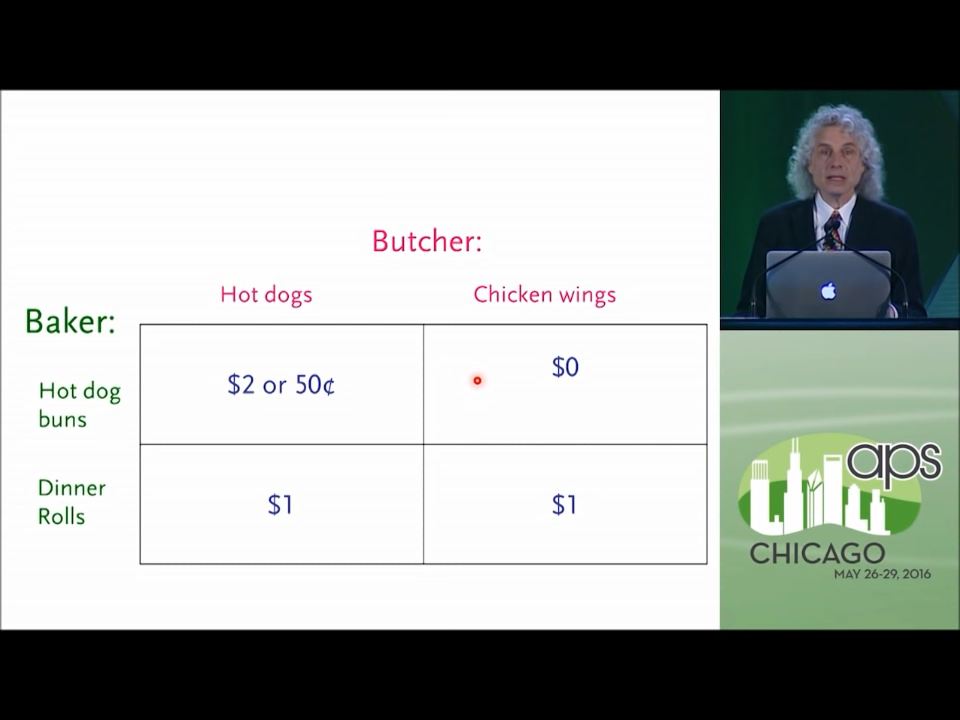 Butcher:
Hot dogs
Chicken wings
Baker:
Hot dog
buns
$2 or 50¢
$0
Dinner
Rolls
$1
$1
aps
CHICAGO
MAY 26-29, 2016